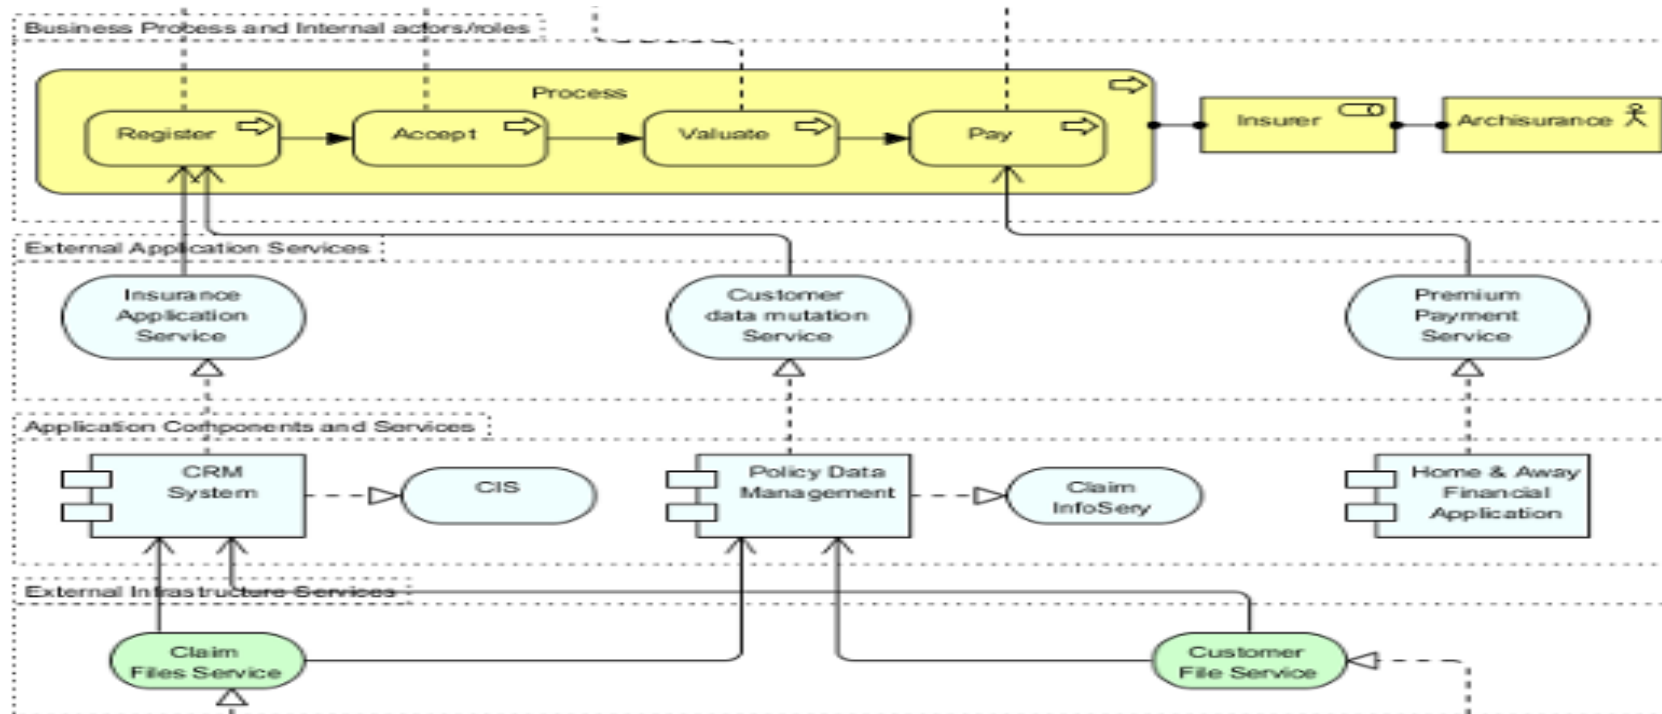 Business Process and Internal actors/roles
Process
Register
Accept
Valuate
Pay
Insurer
Archisurance
External Application Services
Insurance
Application
Service
Customer
data mutation
Service
Premium
Payment
Service
Application Components and Services
CRM
System
CIS
Policy Data
Management
Claim
InfoSery
Home & Away
Financial
Application
External Infrastructure Services
Claim
Files Service
Customer
File Service